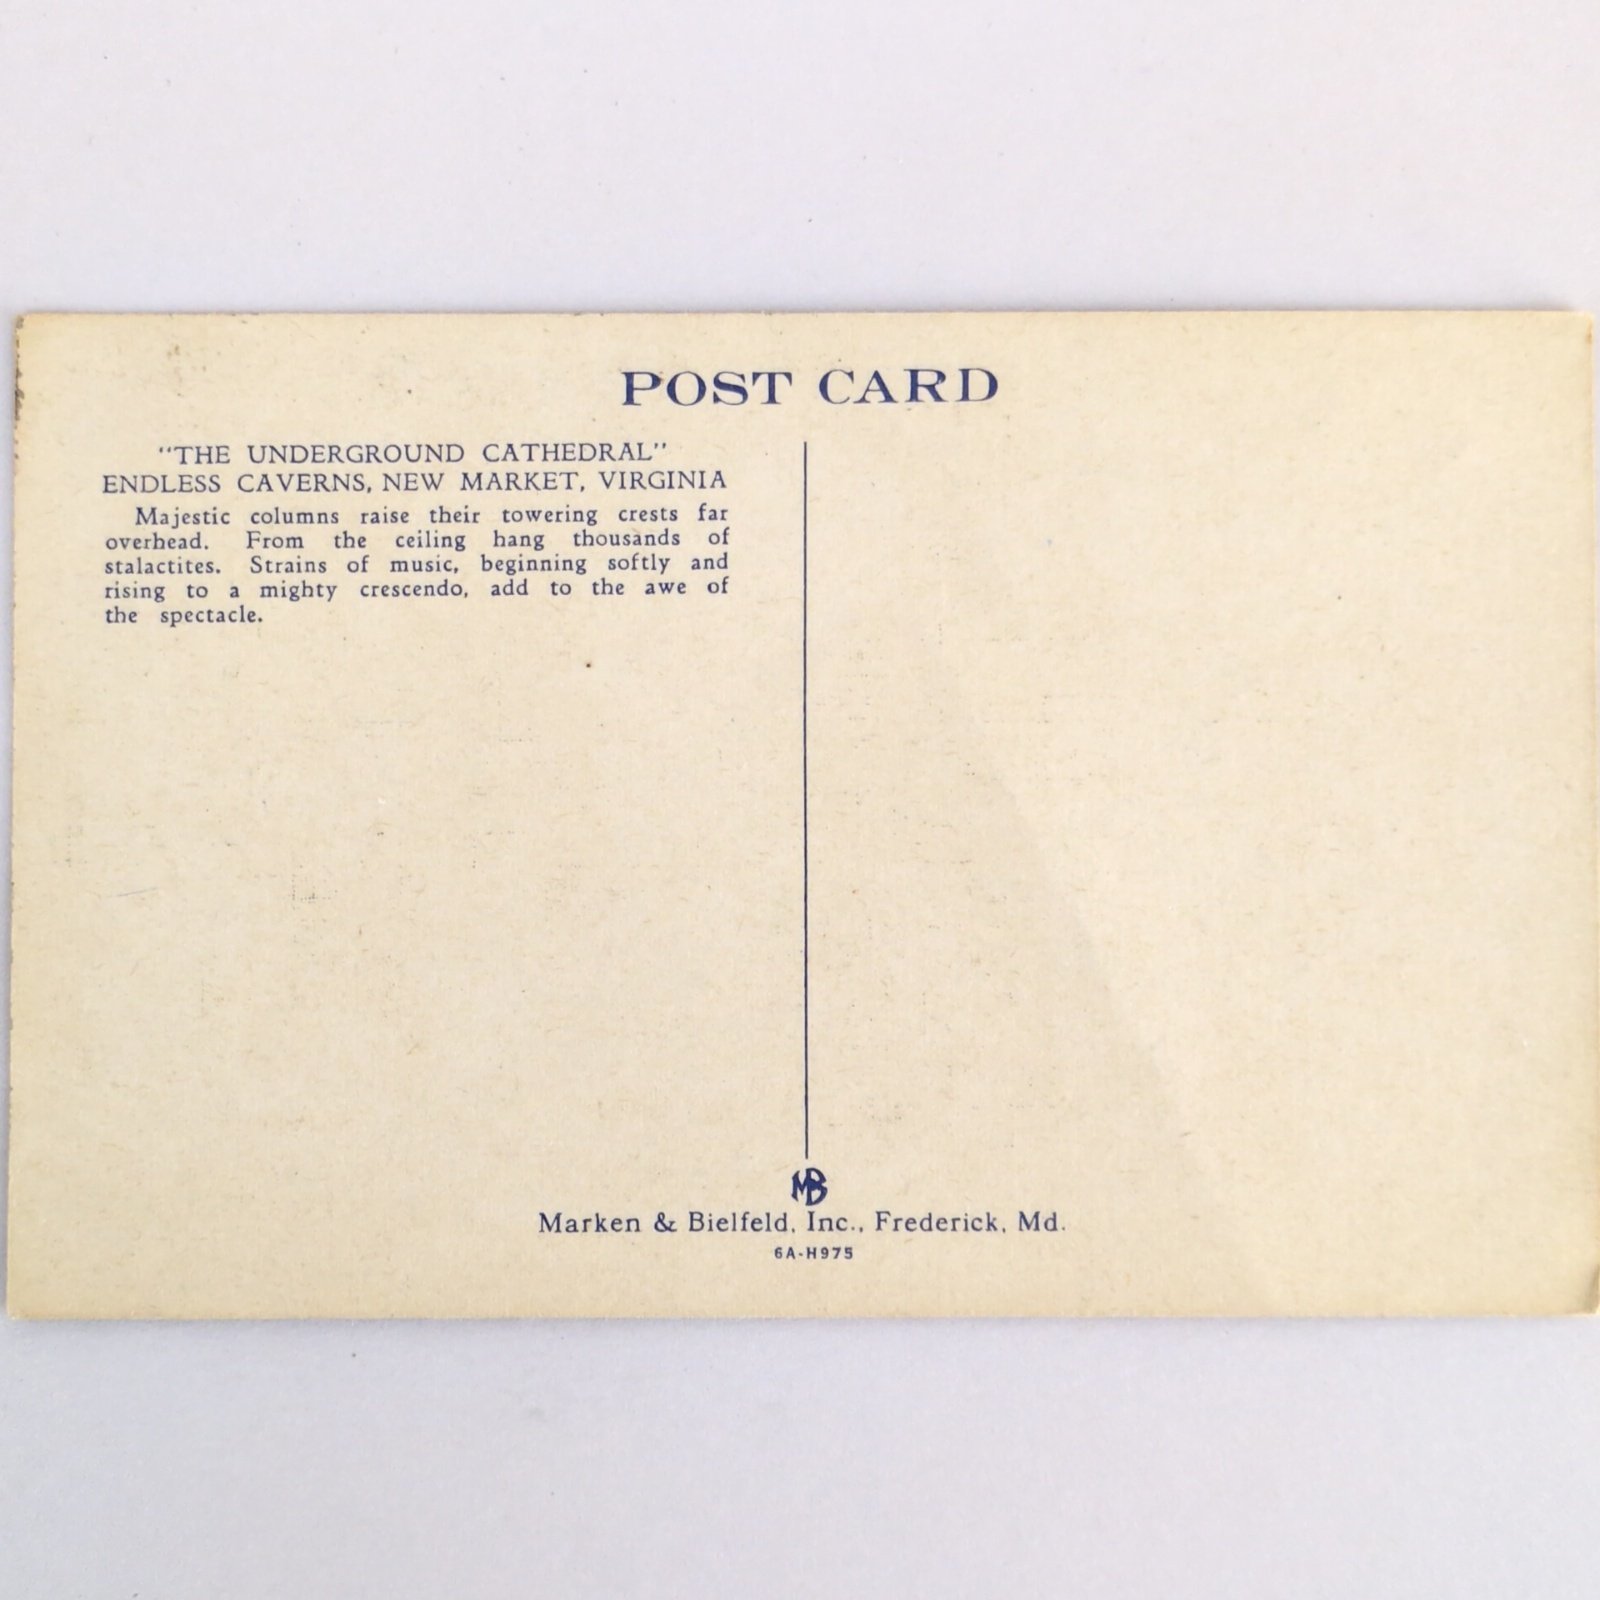 POST CARD
"THE UNDERGROUND CATHEDRAL"
ENDLESS CAVERNS, NEW MARKET, VIRGINIA
Majestic columns raise their towering crests far
overhead. From the ceiling hang thousands of
stalactites. Strains of music, beginning softly and
rising to a mighty crescendo, add to the awe of
the spectacle.
MB
Marken & Bielfeld, Inc., Frederick, Md.
6A-H975